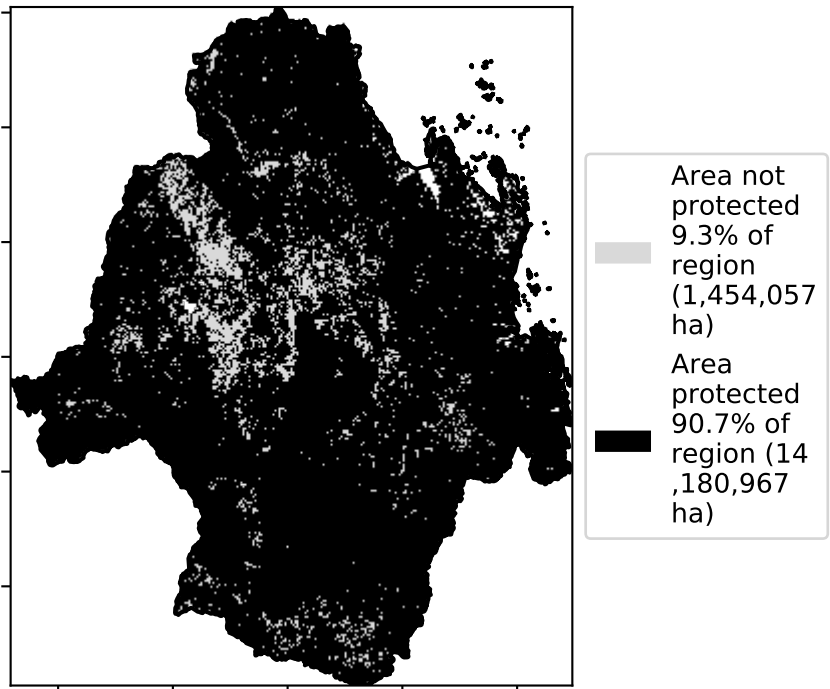 Area not
protected
9.3% of
region
(1,454,057
ha)
Area
protected
90.7% of
region (14
,180,967
ha)